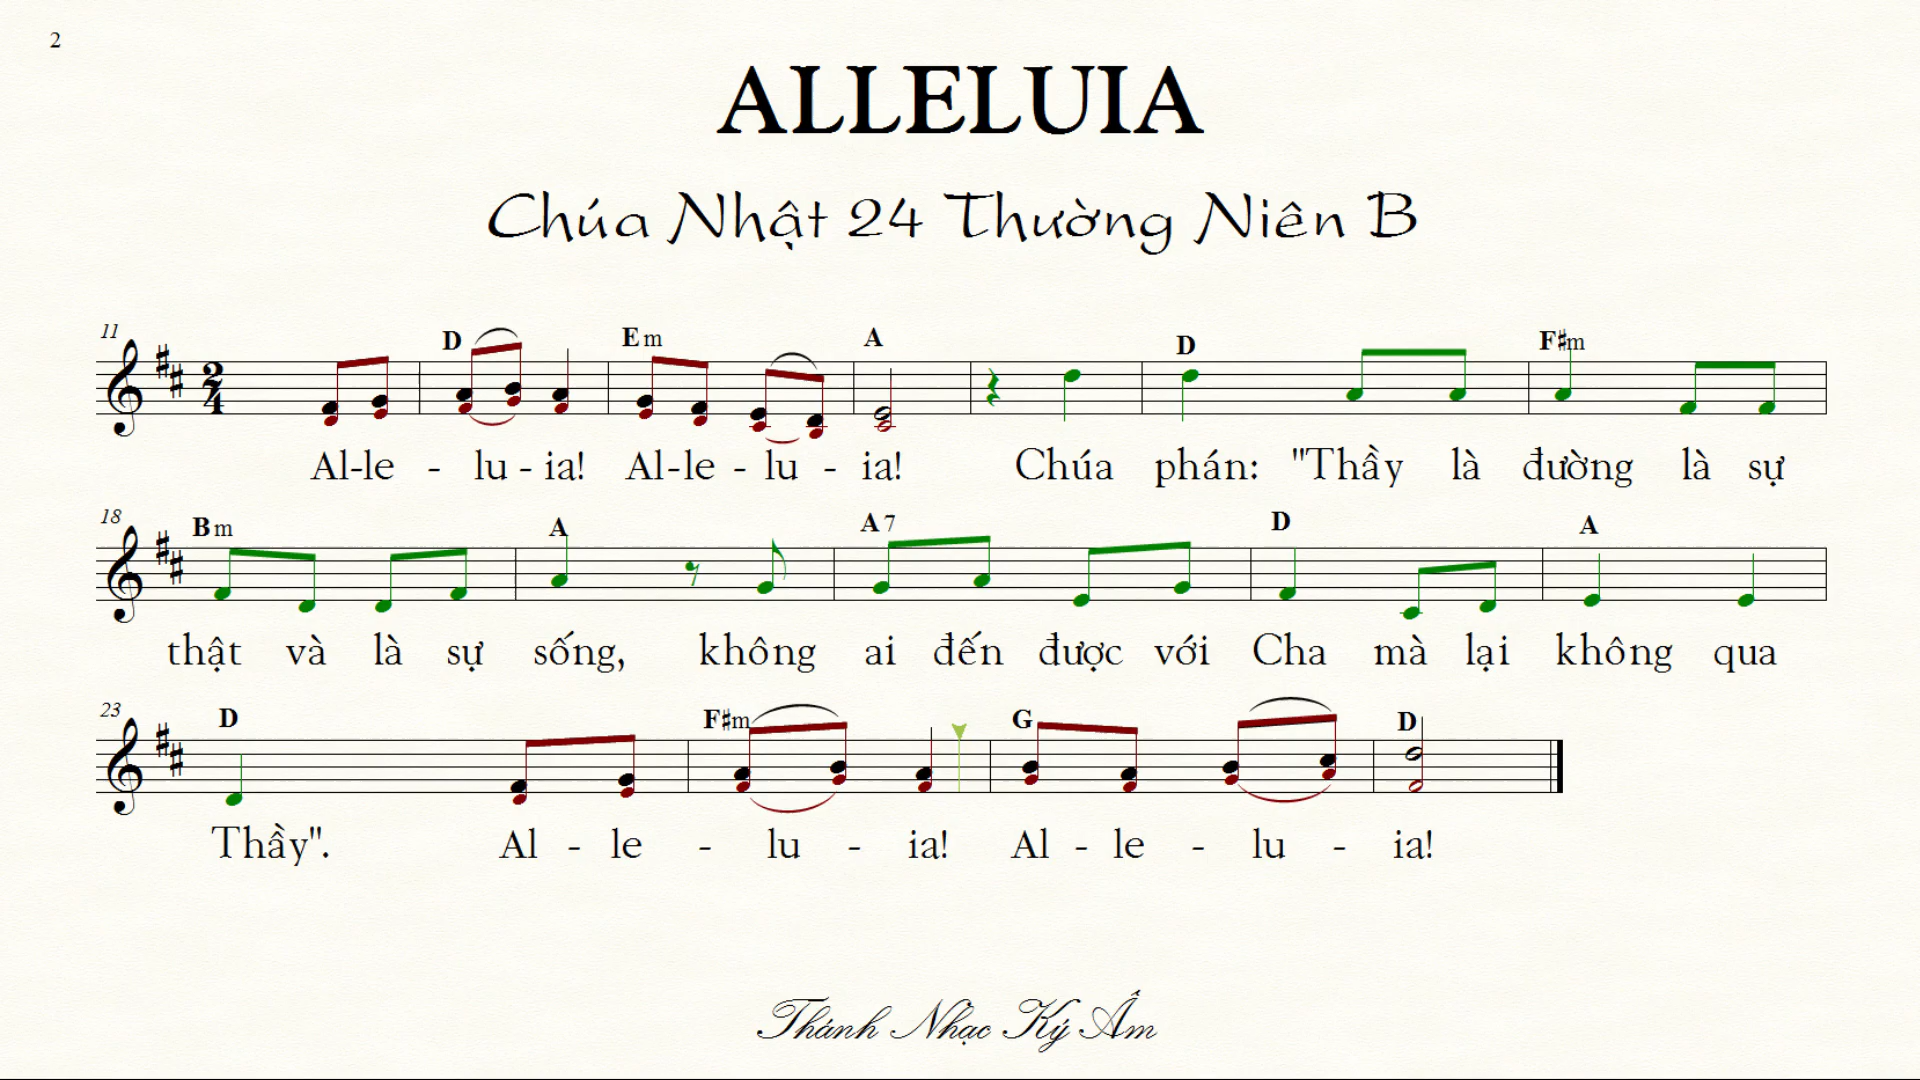 2
ALLELUIA
Chúa Nhật 24 Thường Niên B
11 D Em A D F#m
2 4
Al-le - lu - ia! Al-le - lu - ia! Chúa phán: "Thầy là đường là sự
18 Bm A A7 D A
thật và là sự sống, không ai đến được với Cha mà lại không qua
23 D F#m G D
Thầy". Al - le - lu - ia! Al - le - lu - ia!
Thánh Nhạc Ký Âm